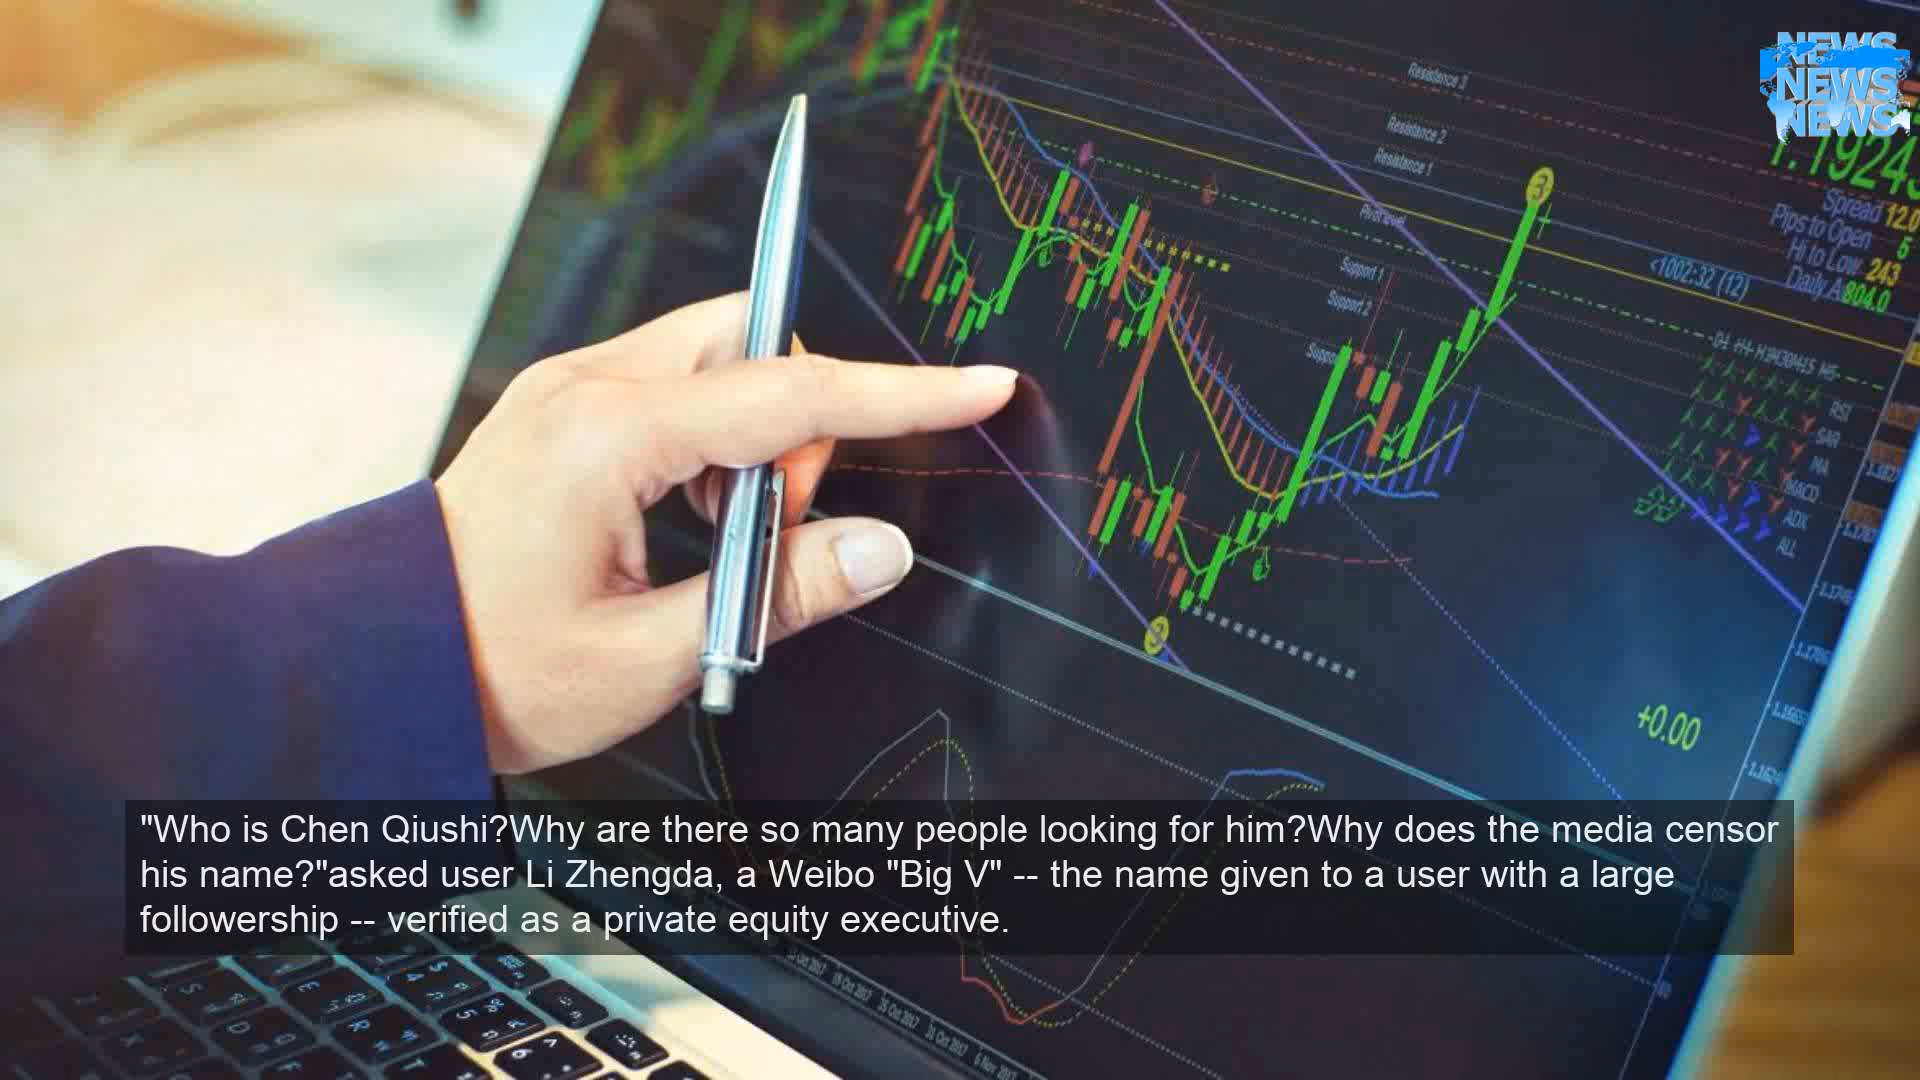 NEWS
NEWS
NEWS
Resistance 3
Resistance 2
Resistance 1
Pivot level
Support 1
Support 2
1.1924
Spread 12.0
Pips to Open 5
Hi to Low 243
Daily A 804.0
<1002:32 (12)
RSI
SAR
MA
MACD
ADX
ALL
+0.00
"Who is Chen Qiushi?Why are there so many people looking for him?Why does the media censor
his name?"asked user Li Zhengda, a Weibo "Big V" -- the name given to a user with a large
followership -- verified as a private equity executive.